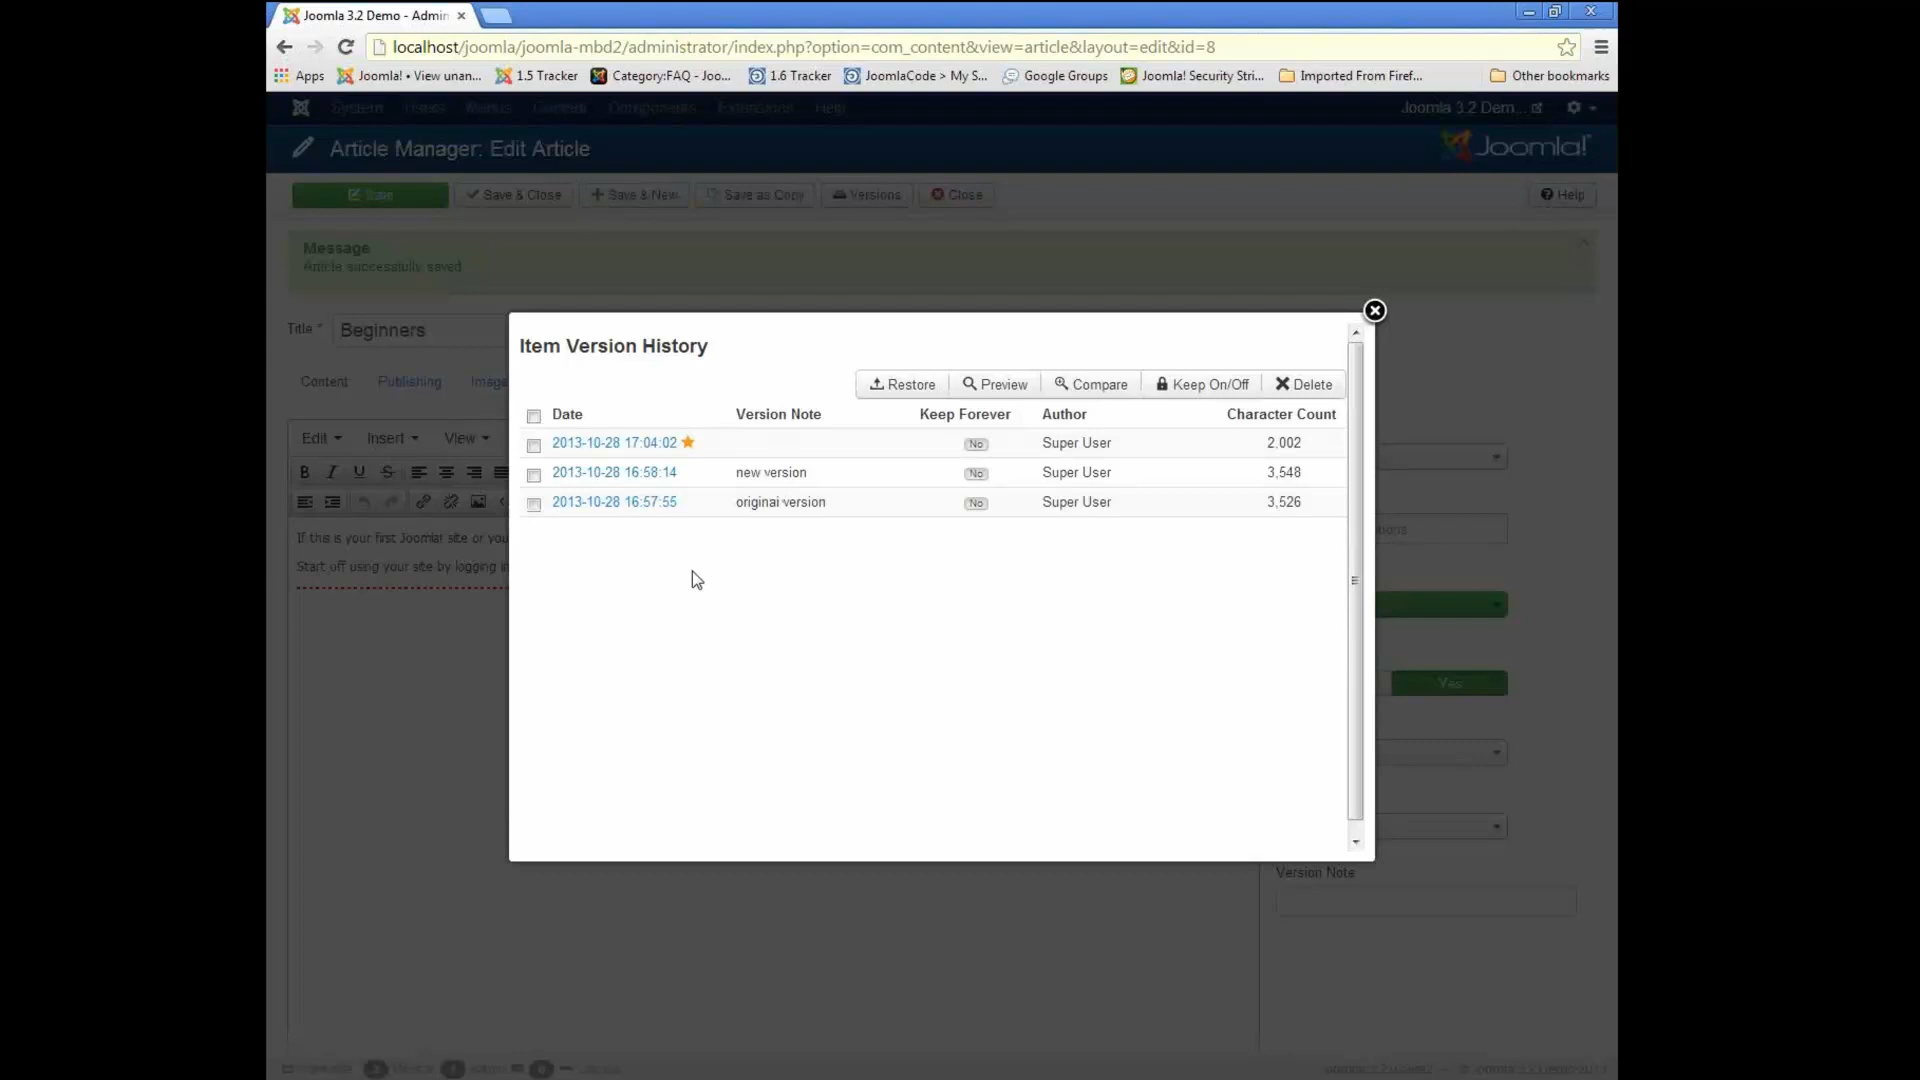 Joomla 3.2 Demo - Admin
localhost/joomla/joomla-mbd2/administrator/index.php?option=com_content&view=article&layout=edit&id=8
Apps Joomla! • View unan... 1.5 Tracker Category:FAQ - Joo... 1.6 Tracker JoomlaCode > My S... Google Groups Joomla! Security Stri... Imported From Firef... Other bookmarks
System Users Menus Content Components Extensions Help Joomla 3.2 Dem...
Article Manager: Edit Article Joomla!
Save Save & Close Save & New Save as Copy Versions Close Help
Message
Article successfully saved
Title * Beginners
Item Version History
Content Publishing Image
Restore Preview Compare Keep On/Off Delete
Date Version Note Keep Forever Author Character Count
Edit Insert View
2013-10-28 17:04:02 No Super User 2,002
2013-10-28 16:58:14 new version No Super User 3,548
2013-10-28 16:57:55 original version No Super User 3,526
If this is your first Joomla! site or you
Start off using your site by logging in
Yes
Version Note